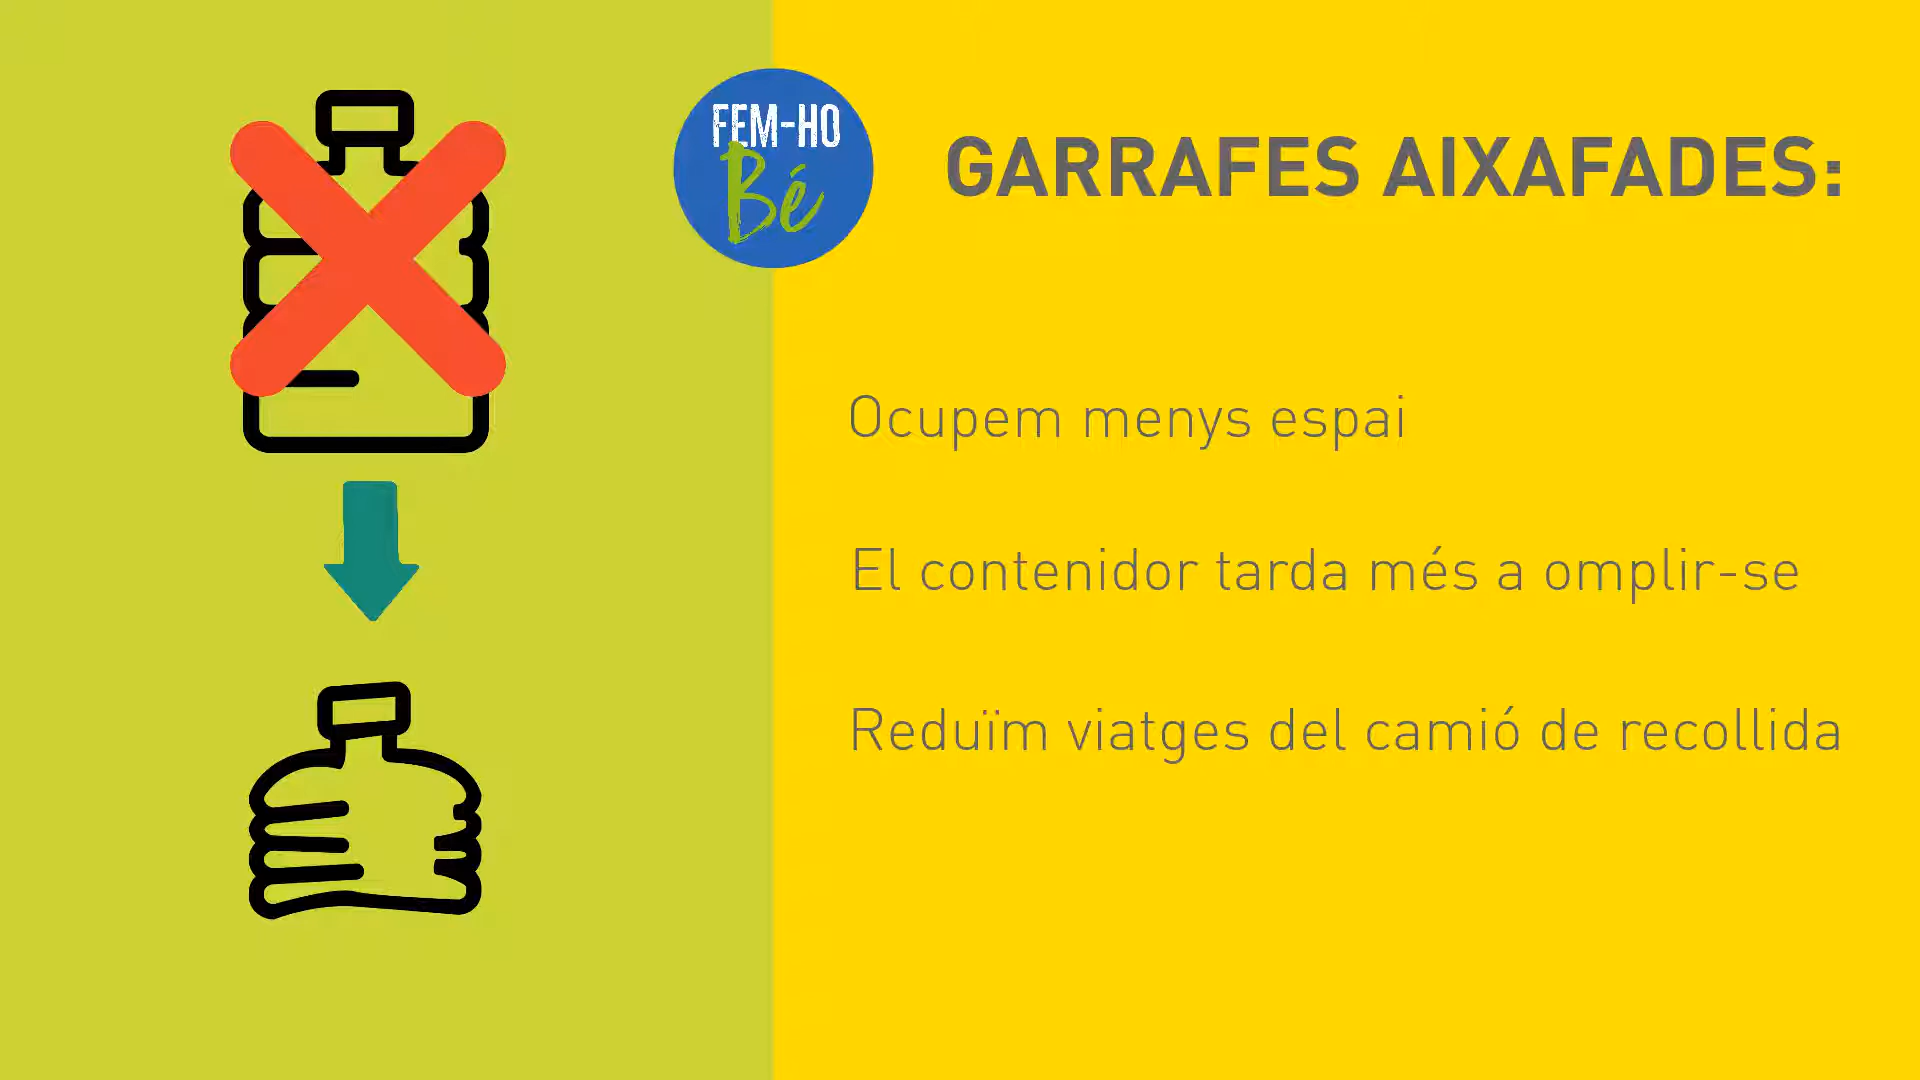 FEM-HO
Bé
GARRAFES AIXAFADES:
Ocupem menys espai
El contenidor tarda més a omplir-se
Reduïm viatges del camió de recollida